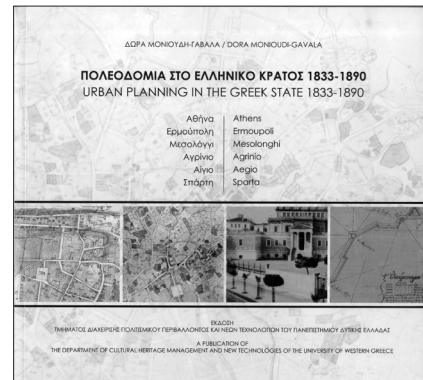 ΔΩΡΑ ΜΟΝΙΟΥΔΗ-ΓΑΒΑΛΑ / DORA MONIOUDI-GAVALA
ΠΟΛΕΟΔΟΜΙΑ ΣΤΟ ΕΛΛΗΝΙΚΟ ΚΡΑΤΟΣ 1833-1890
URBAN PLANNING IN THE GREEK STATE 1833-1890
Αθήνα | Athens
Ερμούπολη | Ermoupoli
Μεσολόγγι | Mesolonghi
Αγρίνιο | Agrinio
Αίγιο | Aegio
Σπάρτη | Sparta
ΕΚΔΟΣΗ
ΤΜΗΜΑΤΟΣ ΔΙΑΧΕΙΡΙΣΗΣ ΠΟΛΙΤΙΣΜΙΚΟΥ ΠΕΡΙΒΑΛΛΟΝΤΟΣ ΚΑΙ ΝΕΩΝ ΤΕΧΝΟΛΟΓΙΩΝ ΤΟΥ ΠΑΝΕΠΙΣΤΗΜΙΟΥ ΔΥΤΙΚΗΣ ΕΛΛΑΔΑΣ
A PUBLICATION OF
THE DEPARTMENT OF CULTURAL HERITAGE MANAGEMENT AND NEW TECHNOLOGIES OF THE UNIVERSITY OF WESTERN GREECE